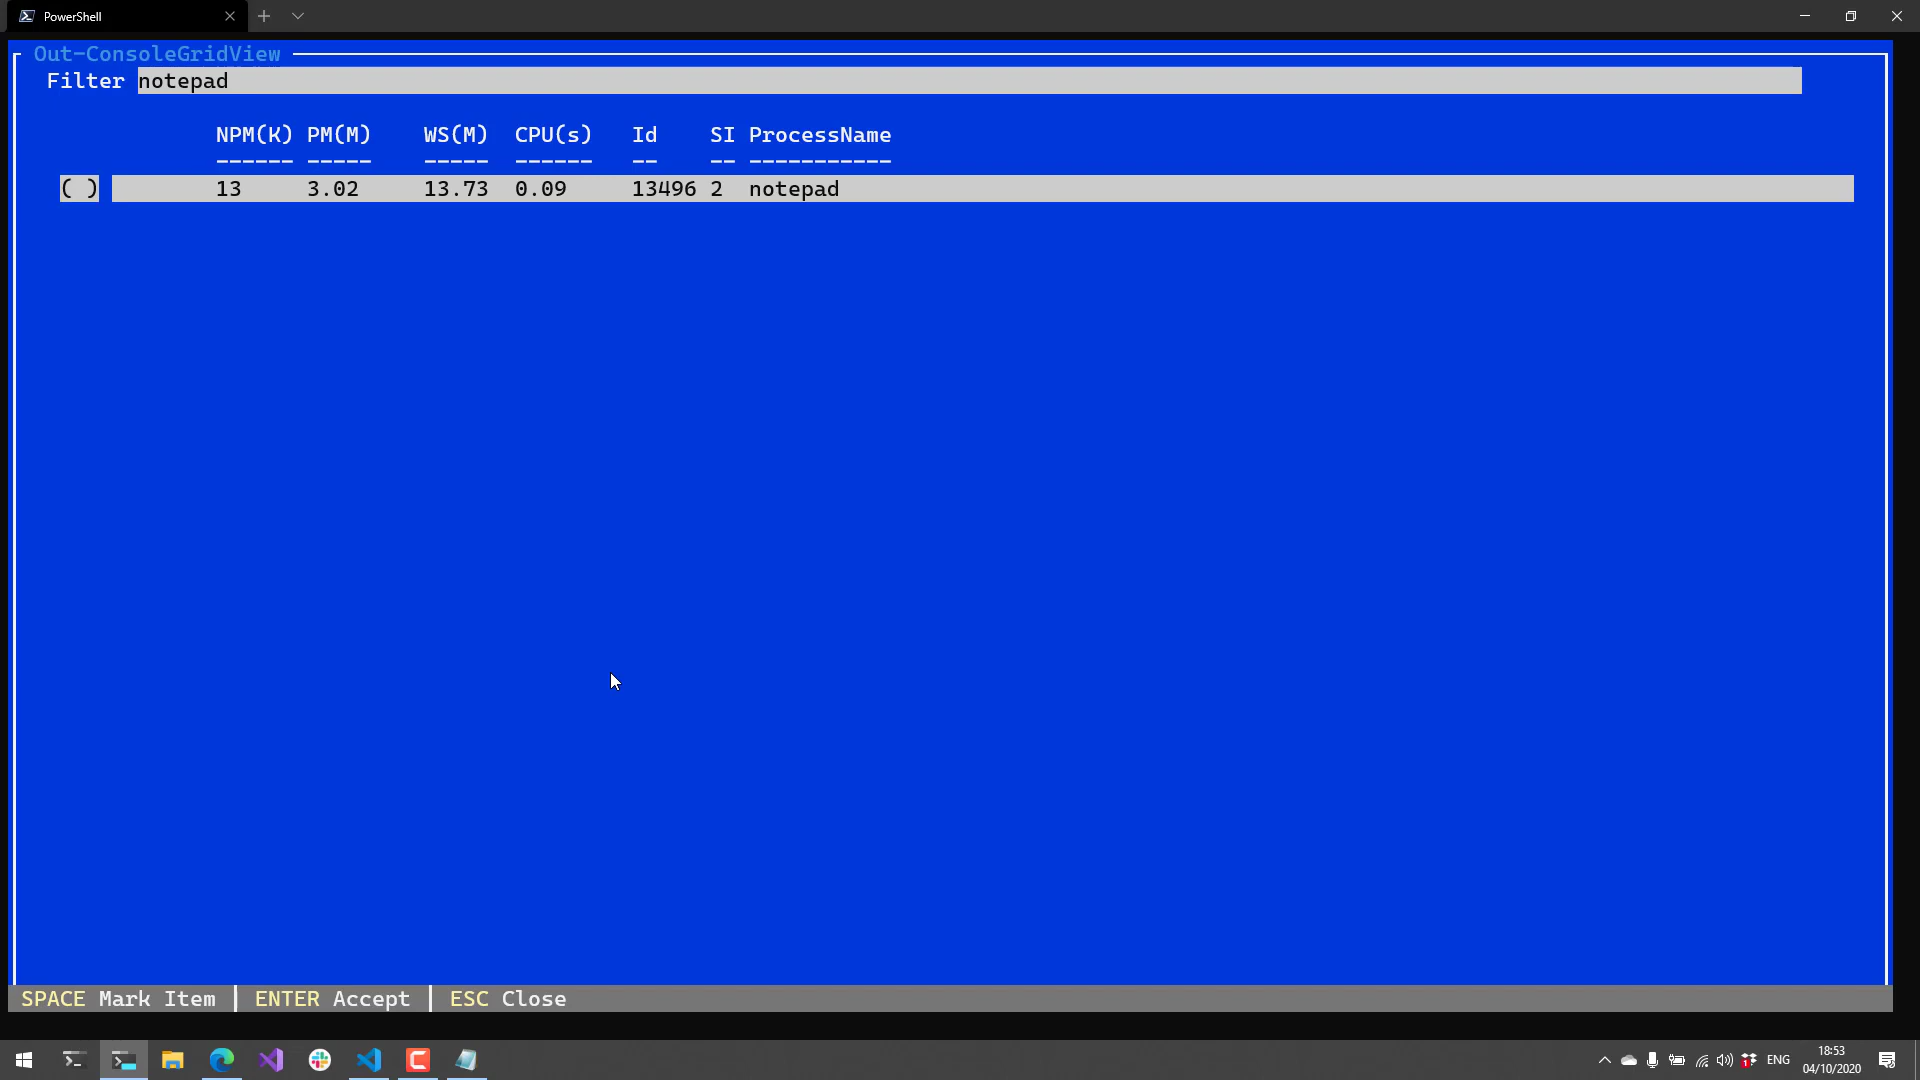 PowerShell
Out-ConsoleGridView
Filter notepad
NPM(K) PM(M) WS(M) CPU(s) Id SI ProcessName
------ ----- ----- ------ -- -- -----------
( ) 13 3.02 13.73 0.09 13496 2 notepad
SPACE Mark Item | ENTER Accept | ESC Close
ENG
18:53
04/10/2020